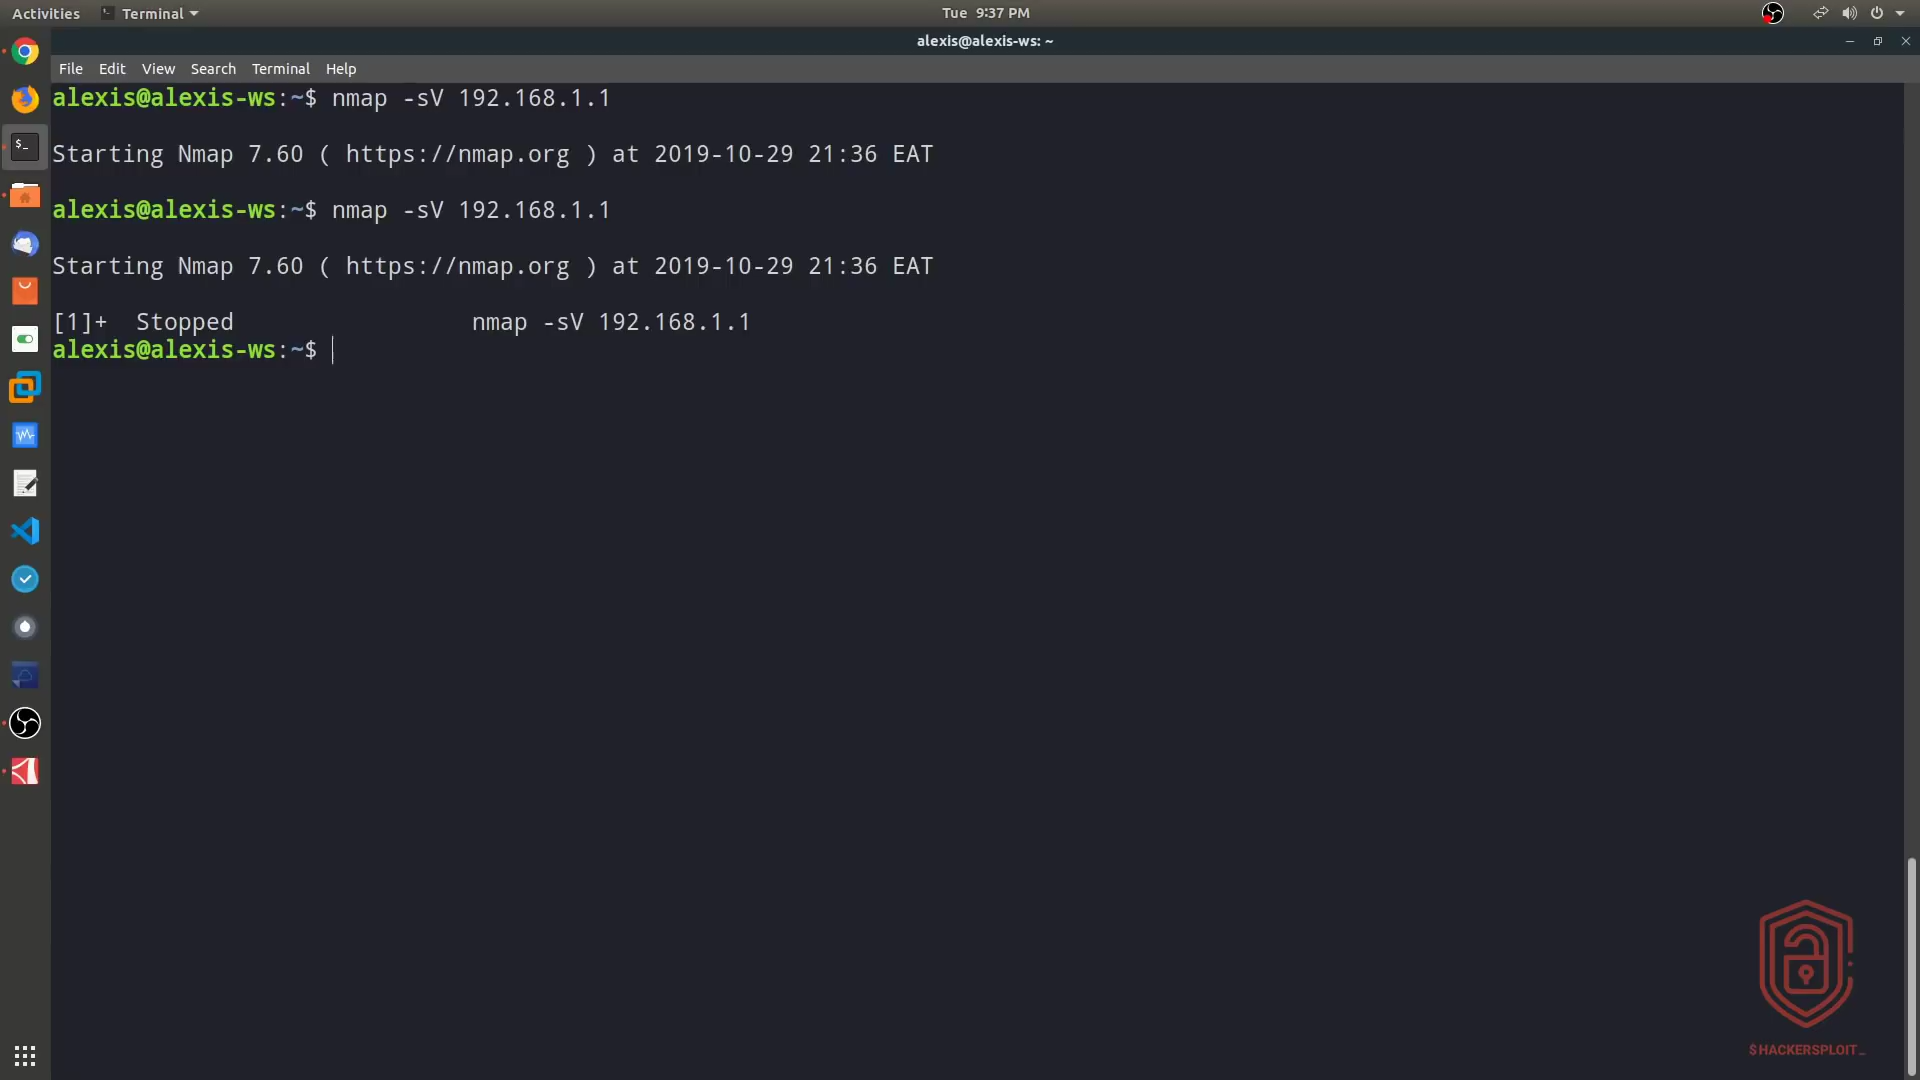 Activities
Terminal
Tue 9:37 PM
alexis@alexis-ws: ~
File Edit View Search Terminal Help
alexis@alexis-ws:~$ nmap -sV 192.168.1.1
Starting Nmap 7.60 ( https://nmap.org ) at 2019-10-29 21:36 EAT
alexis@alexis-ws:~$ nmap -sV 192.168.1.1
Starting Nmap 7.60 ( https://nmap.org ) at 2019-10-29 21:36 EAT
[1]+  Stopped                 nmap -sV 192.168.1.1
alexis@alexis-ws:~$
$HACKERSPLOIT_